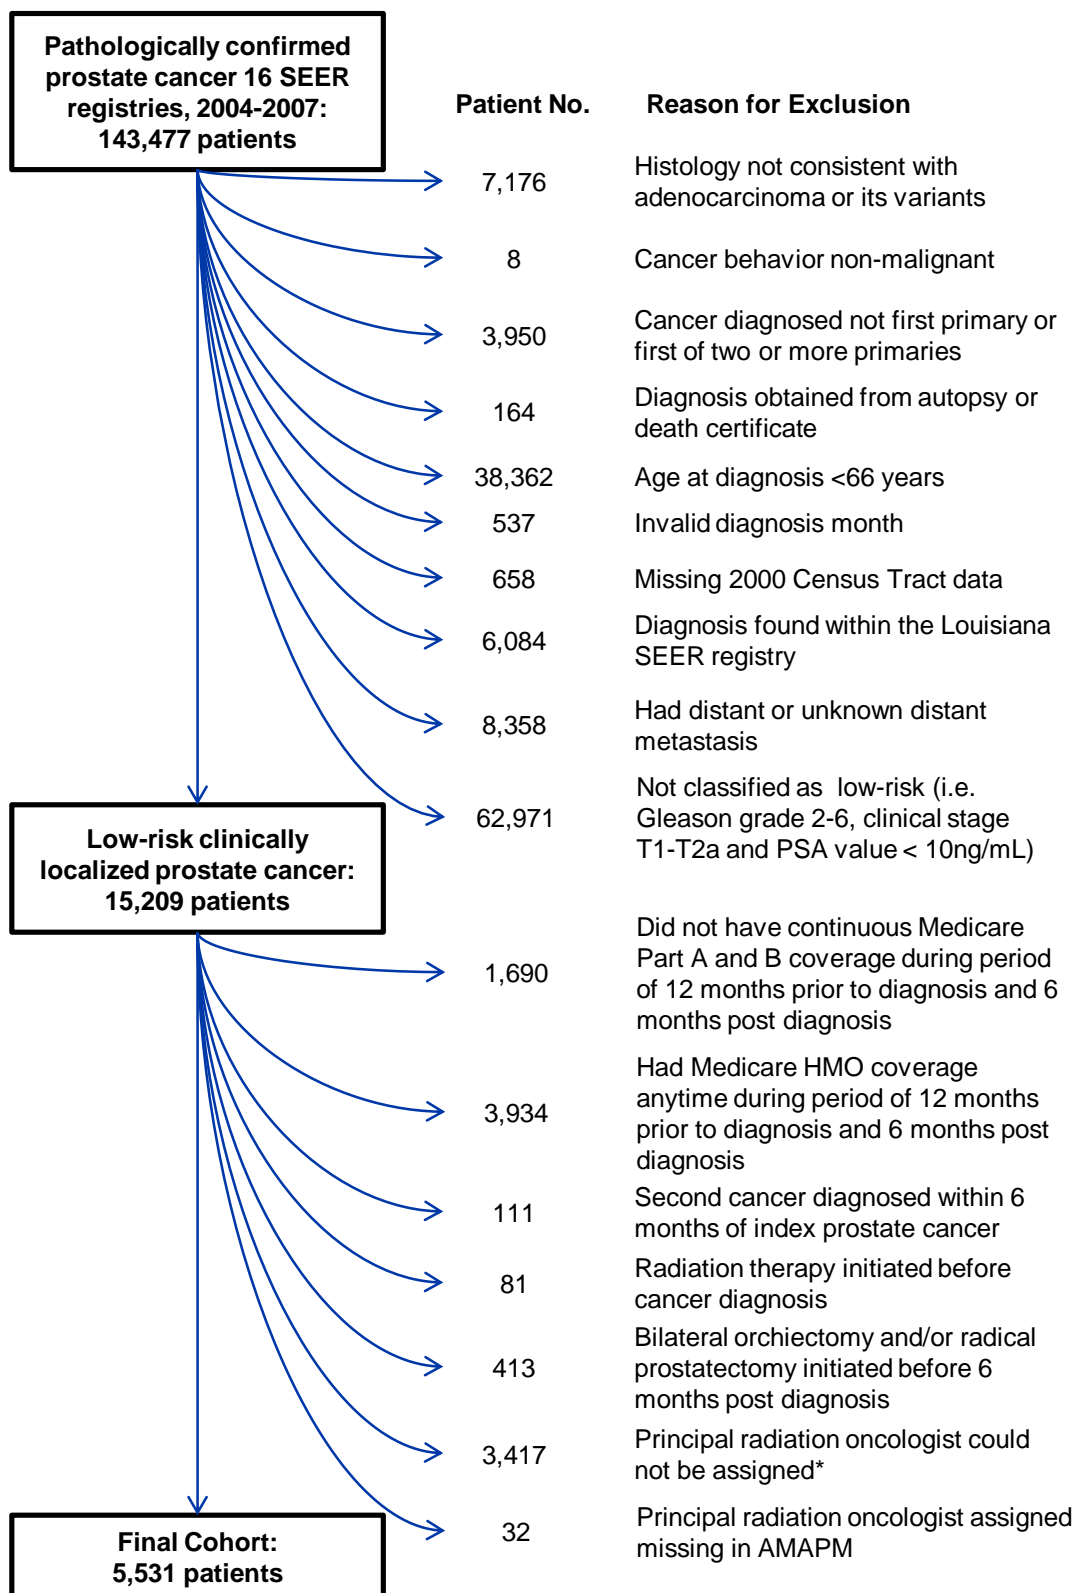 Pathologically confirmed
prostate cancer 16 SEER
registries, 2004-2007:
143,477 patients
Patient No.
Reason for Exclusion
7,176
Histology not consistent with
adenocarcinoma or its variants
8
Cancer behavior non-malignant
3,950
Cancer diagnosed not first primary or
first of two or more primaries
164
Diagnosis obtained from autopsy or
death certificate
38,362
Age at diagnosis <66 years
537
Invalid diagnosis month
658
Missing 2000 Census Tract data
6,084
Diagnosis found within the Louisiana
SEER registry
8,358
Had distant or unknown distant
metastasis
62,971
Not classified as low-risk (i.e.
Gleason grade 2-6, clinical stage
T1-T2a and PSA value < 10ng/mL)
Low-risk clinically
localized prostate cancer:
15,209 patients
1,690
Did not have continuous Medicare
Part A and B coverage during period
of 12 months prior to diagnosis and 6
months post diagnosis
3,934
Had Medicare HMO coverage
anytime during period of 12 months
prior to diagnosis and 6 months post
diagnosis
111
Second cancer diagnosed within 6
months of index prostate cancer
81
Radiation therapy initiated before
cancer diagnosis
413
Bilateral orchiectomy and/or radical
prostatectomy initiated before 6
months post diagnosis
3,417
Principal radiation oncologist could
not be assigned*
32
Principal radiation oncologist assigned
missing in AMAPM
Final Cohort:
5,531 patients